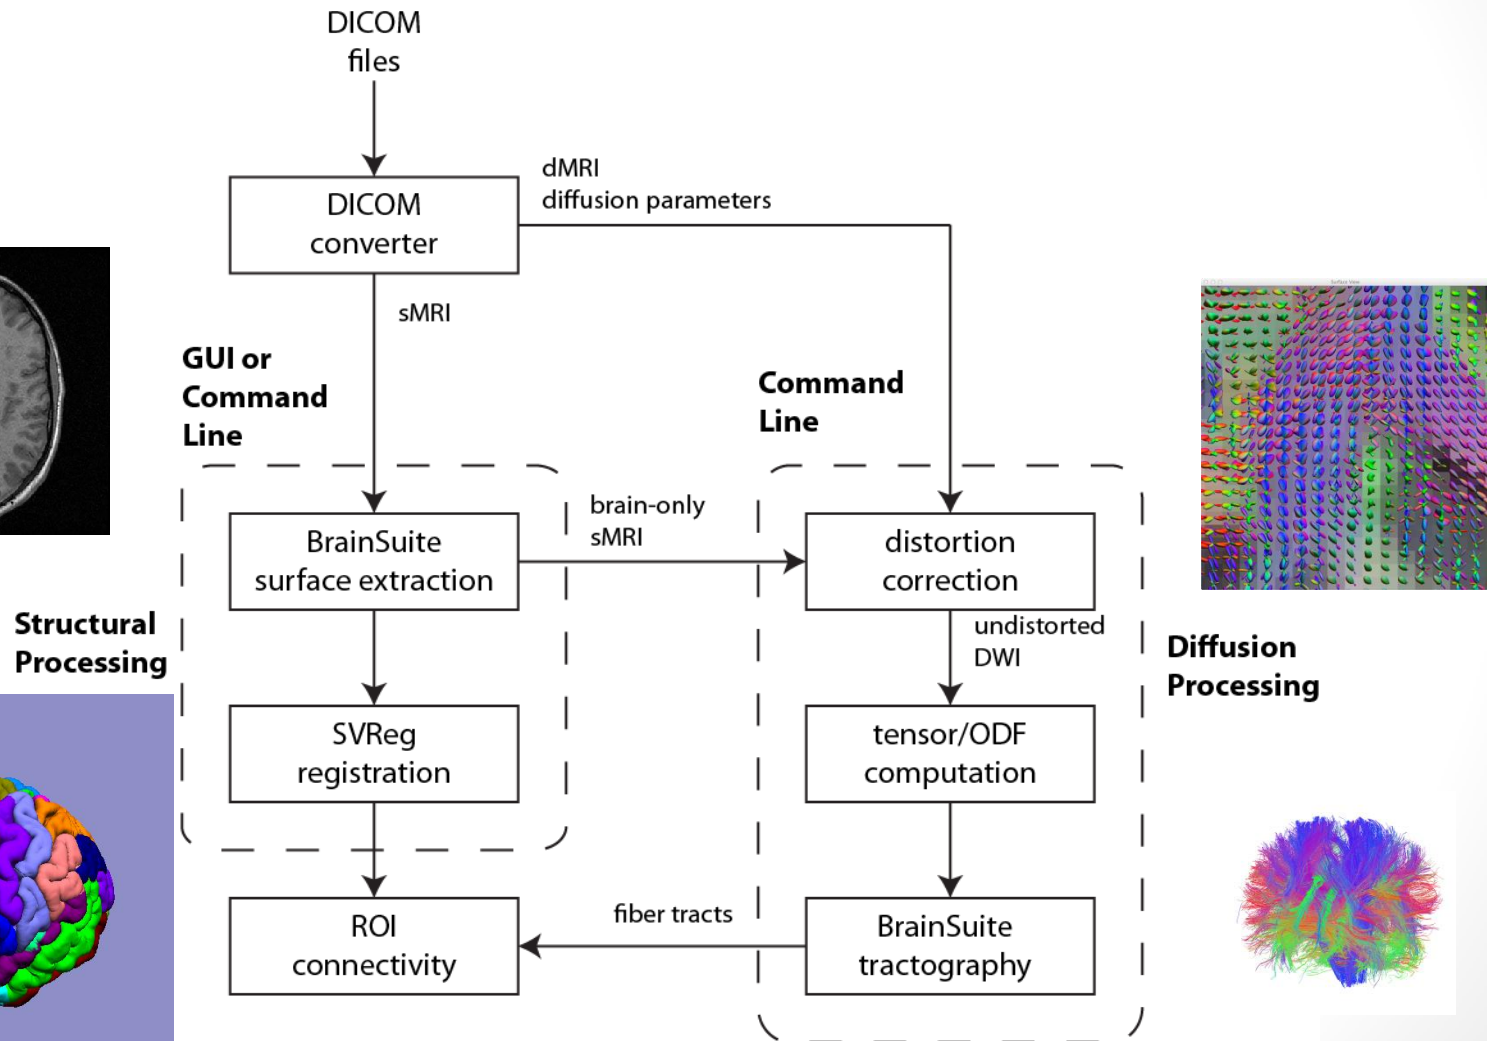 DICOM
files
DICOM
converter
dMRI
diffusion parameters
sMRI
GUI or
Command
Line
Command
Line
BrainSuite
surface extraction
brain-only
sMRI
distortion
correction
Structural
Processing
undistorted
DWI
Diffusion
Processing
SVReg
registration
tensor/ODF
computation
ROI
connectivity
fiber tracts
BrainSuite
tractography
Surface View